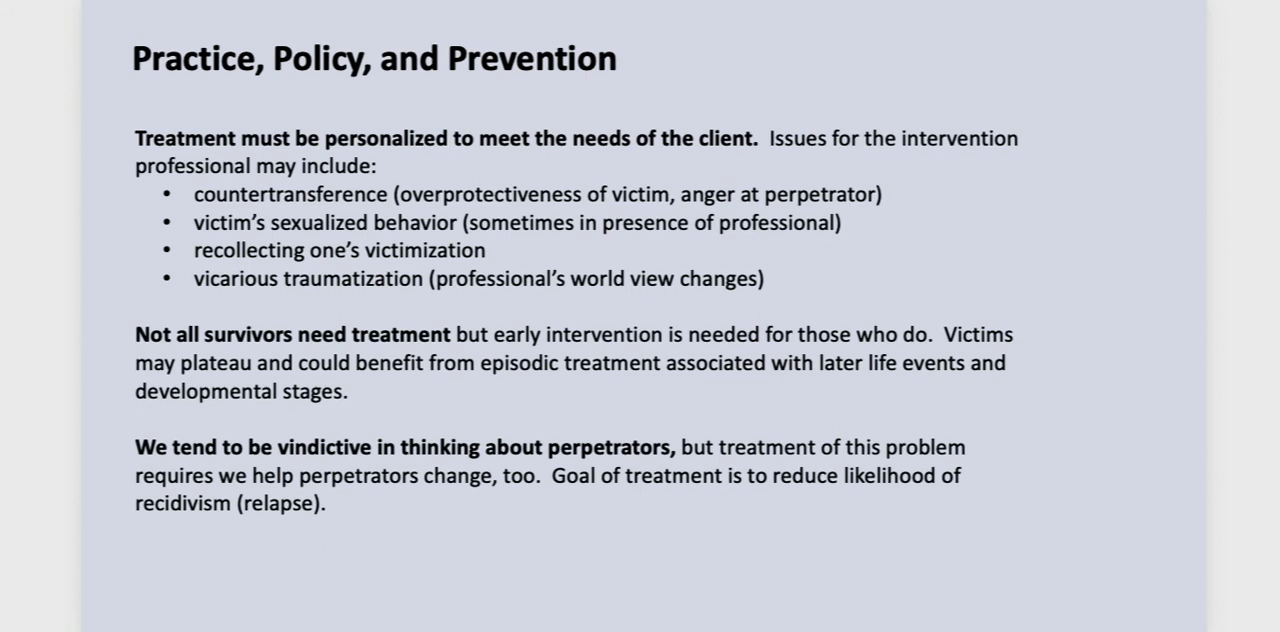 Practice, Policy, and Prevention
Treatment must be personalized to meet the needs of the client.  Issues for the intervention
professional may include:
• countertransference (overprotectiveness of victim, anger at perpetrator)
• victim’s sexualized behavior (sometimes in presence of professional)
• recollecting one’s victimization
• vicarious traumatization (professional’s world view changes)
Not all survivors need treatment but early intervention is needed for those who do.  Victims
may plateau and could benefit from episodic treatment associated with later life events and
developmental stages.
We tend to be vindictive in thinking about perpetrators, but treatment of this problem
requires we help perpetrators change, too.  Goal of treatment is to reduce likelihood of
recidivism (relapse).